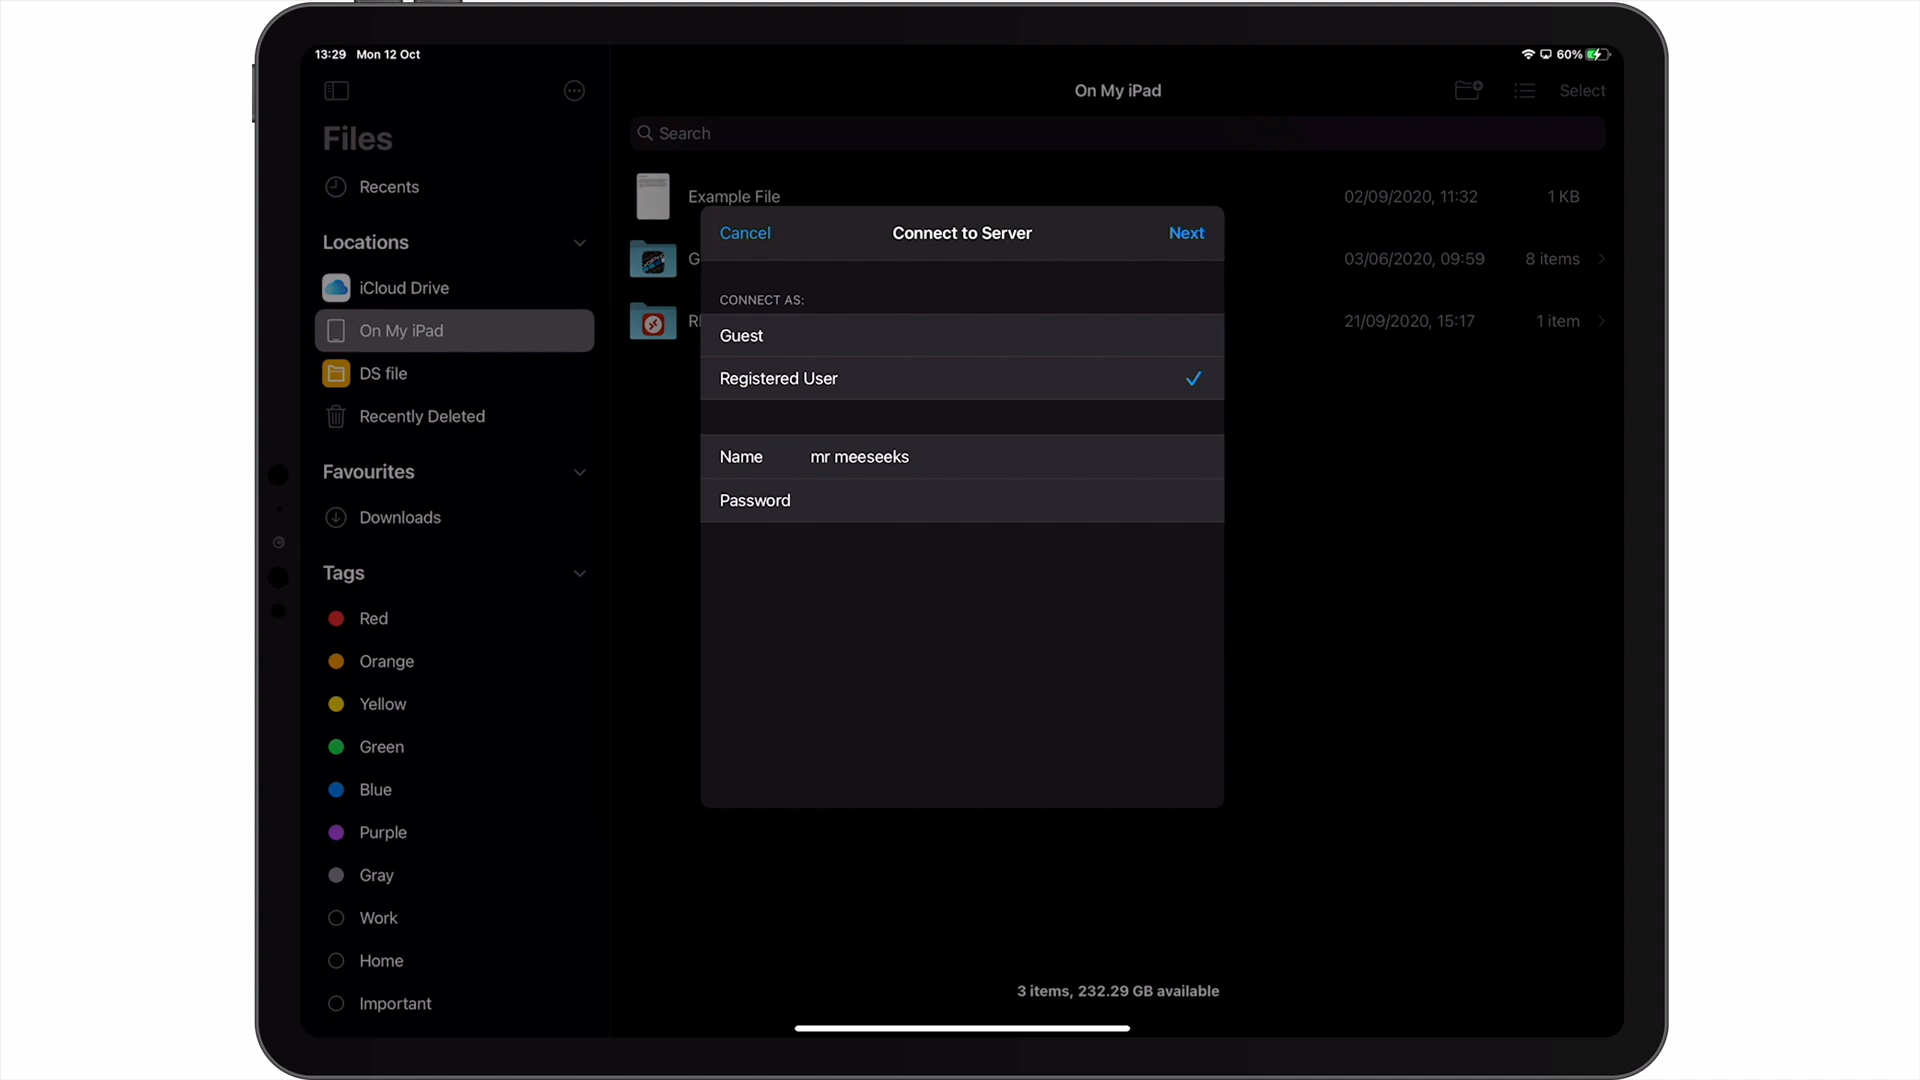 13:29 Mon 12 Oct
60%
On My iPad
Select
Files
Search
Recents
Example File 02/09/2020, 11:32 1 KB
Locations
03/06/2020, 09:59 8 items
iCloud Drive
On My iPad
21/09/2020, 15:17 1 item
DS file
Recently Deleted
Favourites
Downloads
Tags
Red
Orange
Yellow
Green
Blue
Purple
Gray
Work
Home
Important
Cancel Connect to Server Next
CONNECT AS:
Guest
Registered User
Name mr meeseeks
Password
3 items, 232.29 GB available